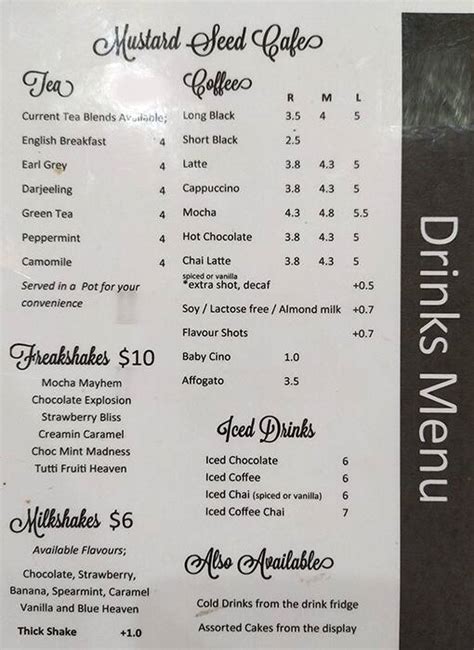 Mustard Seed Cafe
Tea
Current Tea Blends Available;
English Breakfast 4
Earl Grey 4
Darjeeling 4
Green Tea 4
Peppermint 4
Camomile 4
Served in a Pot for your
convenience
Freakshakes $10
Mocha Mayhem
Chocolate Explosion
Strawberry Bliss
Creamin Caramel
Choc Mint Madness
Tutti Fruiti Heaven
Milkshakes $6
Available Flavours;
Chocolate, Strawberry,
Banana, Spearmint, Caramel
Vanilla and Blue Heaven
Thick Shake +1.0
Coffee
R M L
Long Black 3.5 4 5
Short Black 2.5
Latte 3.8 4.3 5
Cappuccino 3.8 4.3 5
Mocha 4.3 4.8 5.5
Hot Chocolate 3.8 4.3 5
Chai Latte 3.8 4.3 5
spiced or vanilla
*extra shot, decaf +0.5
Soy / Lactose free / Almond milk +0.7
Flavour Shots +0.7
Baby Cino 1.0
Affogato 3.5
Iced Drinks
Iced Chocolate 6
Iced Coffee 6
Iced Chai (spiced or vanilla) 6
Iced Coffee Chai 7
Also Available
Cold Drinks from the drink fridge
Assorted Cakes from the display
Drinks Menu